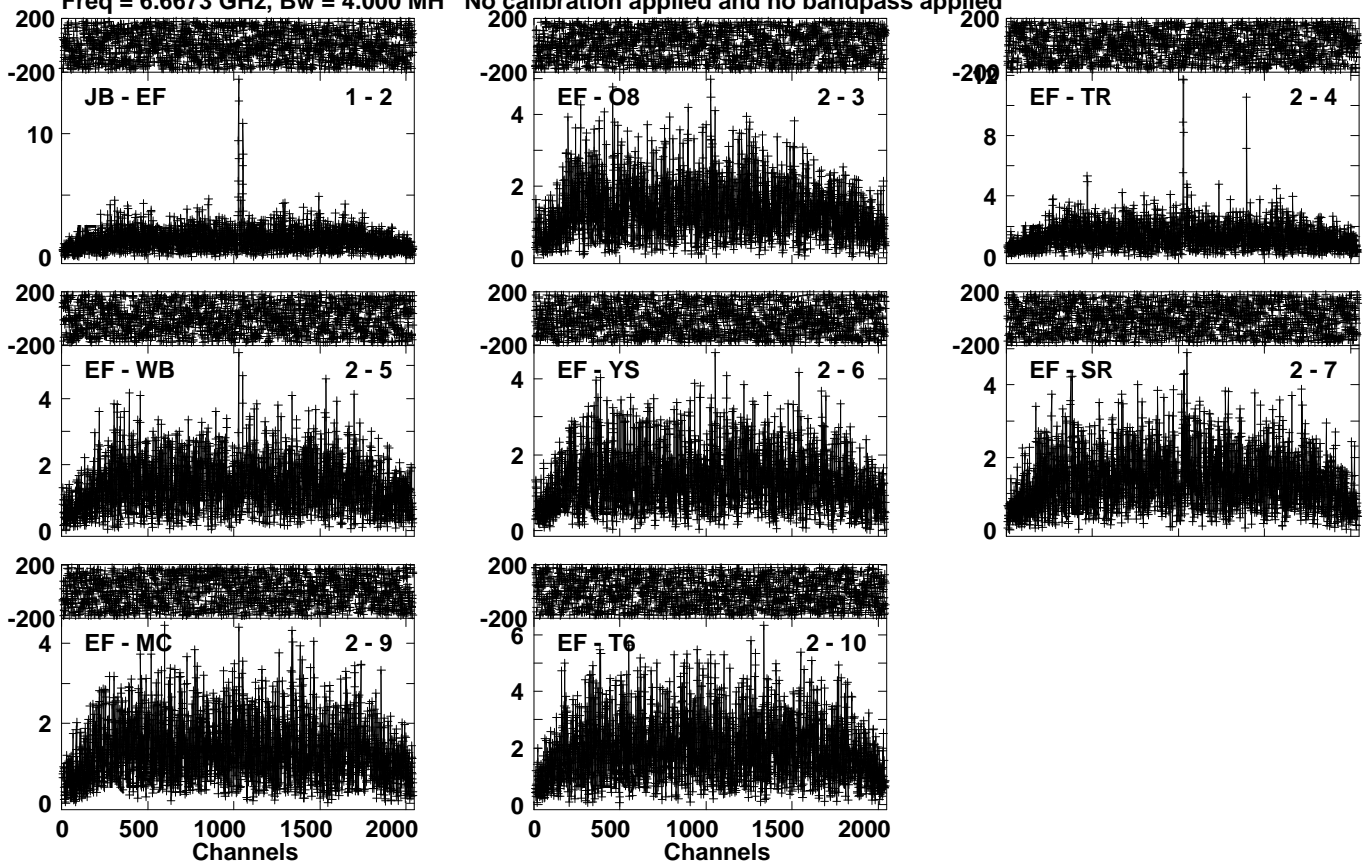 Freq = 6.6673 GHz, Bw = 4.000 MH No calibration applied and no bandpass applied
200 200 200
-200 -200 -200
JB - EF 1 - 2 EF - O8 2 - 3 EF - TR 2 - 4
12
10 4 8
2 4
0 0 0
200 200 200
-200 -200 -200
EF - WB 2 - 5 EF - YS 2 - 6 EF - SR 2 - 7
4 4 4
2 2 2
0 0 0
200 200
-200 -200
EF - MC 2 - 9 EF - T6 2 - 10
4 6
2 4
2
0 0
0 500 1000 1500 2000 0 500 1000 1500 2000
Channels Channels